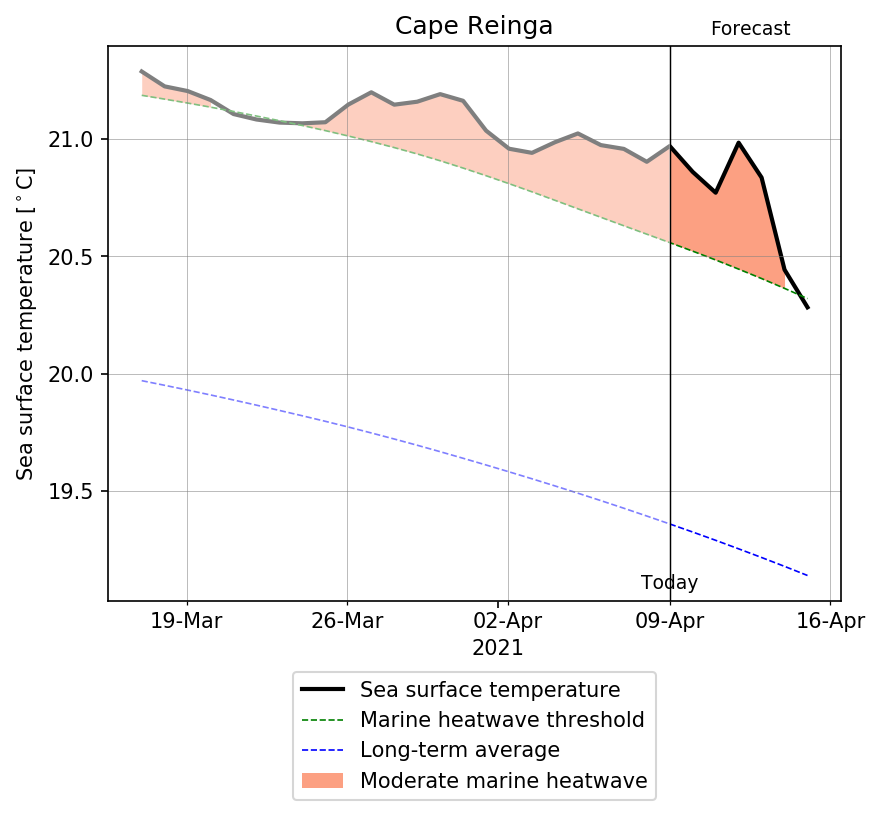 Cape Reinga
Forecast
Sea surface temperature [°C]
21.0
20.5
20.0
19.5
Today
19-Mar
26-Mar
02-Apr
09-Apr
16-Apr
2021
Sea surface temperature
Marine heatwave threshold
Long-term average
Moderate marine heatwave